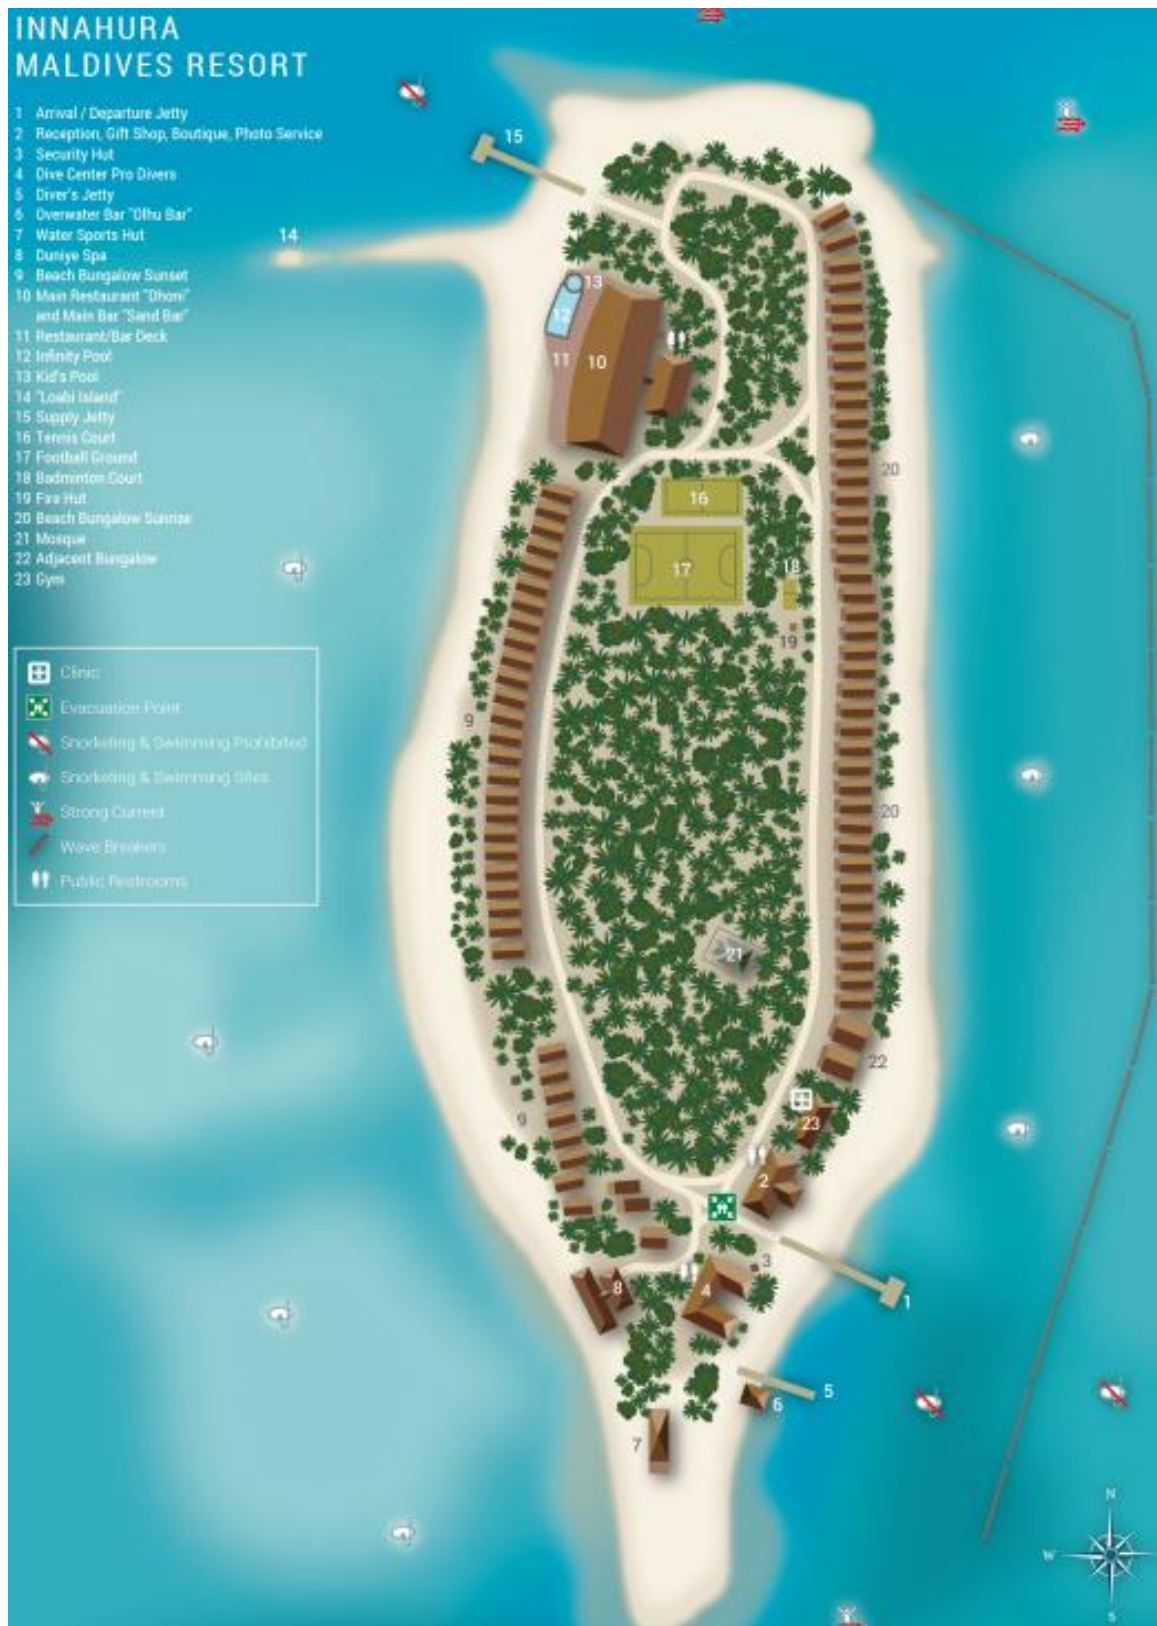 INNAHURA
MALDIVES RESORT
1 Arrival / Departure Jetty
2 Reception, Gift Shop, Boutique, Photo Service
3 Security Hut
4 Dive Center Pro Divers
5 Diver's Jetty
6 Overwater Bar "Olhu Bar"
7 Water Sports Hut
8 Duniye Spa
9 Beach Bungalow Sunset
10 Main Restaurant "Dhoni"
and Main Bar "Sand Bar"
11 Restaurant/Bar Deck
12 Infinity Pool
13 Kid's Pool
14 "Loabi Island"
15 Supply Jetty
16 Tennis Court
17 Football Ground
18 Badminton Court
19 Fire Hut
20 Beach Bungalow Sunrise
21 Mosque
22 Adjacent Bungalow
23 Gym
Clinic
Evacuation Point
Snorkeling & Swimming Prohibited
Snorkeling & Swimming Sites
Strong Current
Wave Breakers
Public Restrooms
15
14
13
12
11
10
20
16
17
18
19
9
20
21
22
9
23
2
3
8
4
1
5
6
7
N
W
S